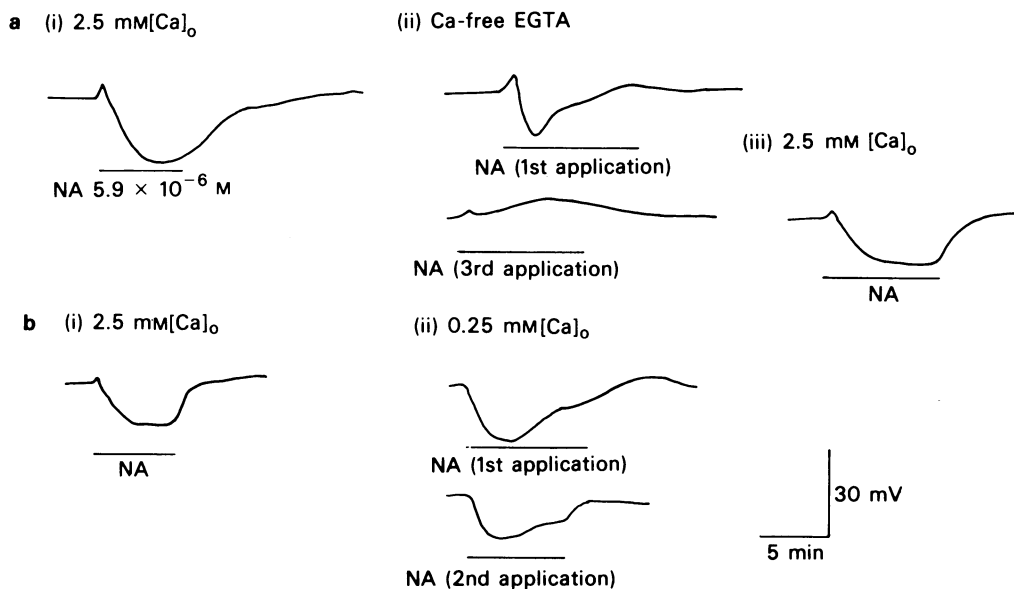 a (i) 2.5 mM[Ca]o
NA 5.9 × 10−6 M
(ii) Ca-free EGTA
NA (1st application)
NA (3rd application)
(iii) 2.5 mM [Ca]o
NA
b (i) 2.5 mM[Ca]o
NA
(ii) 0.25 mM[Ca]o
NA (1st application)
NA (2nd application)
30 mV
5 min